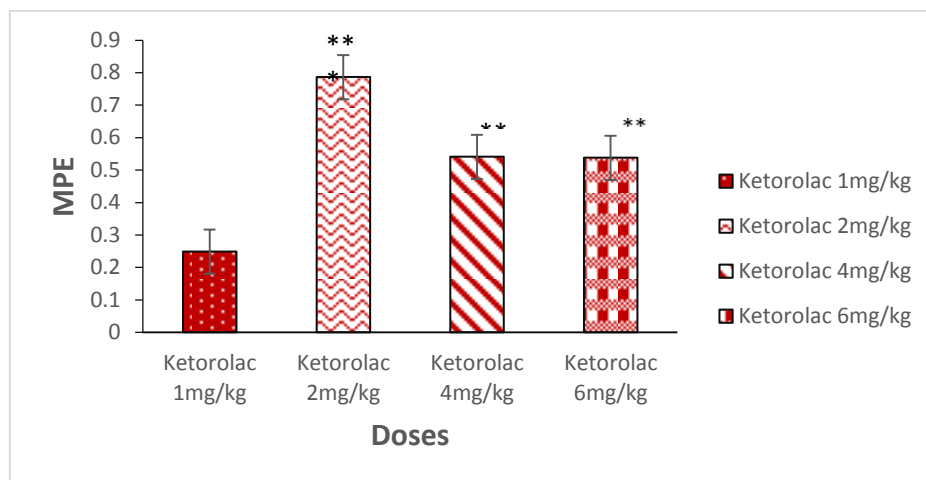 MPE
0.9
0.8
0.7
0.6
0.5
0.4
0.3
0.2
0.1
0
**
*
**
**
Ketorolac
1mg/kg
Ketorolac
2mg/kg
Ketorolac
4mg/kg
Ketorolac
6mg/kg
Doses
Ketorolac 1mg/kg
Ketorolac 2mg/kg
Ketorolac 4mg/kg
Ketorolac 6mg/kg